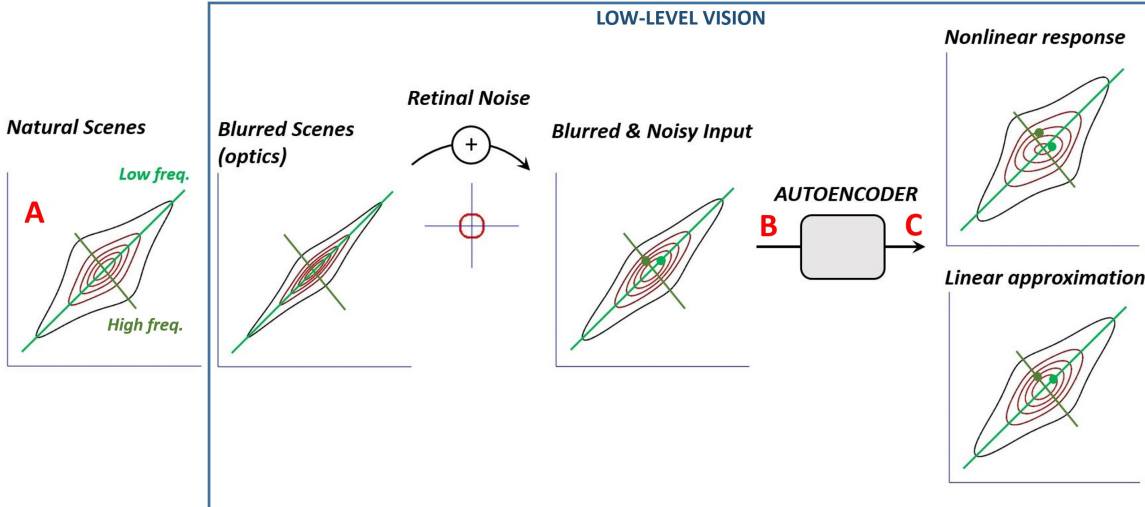 LOW-LEVEL VISION
Natural Scenes
A
Low freq.
High freq.
Blurred Scenes
(optics)
Retinal Noise
+
Blurred & Noisy Input
AUTOENCODER
B
C
Nonlinear response
Linear approximation